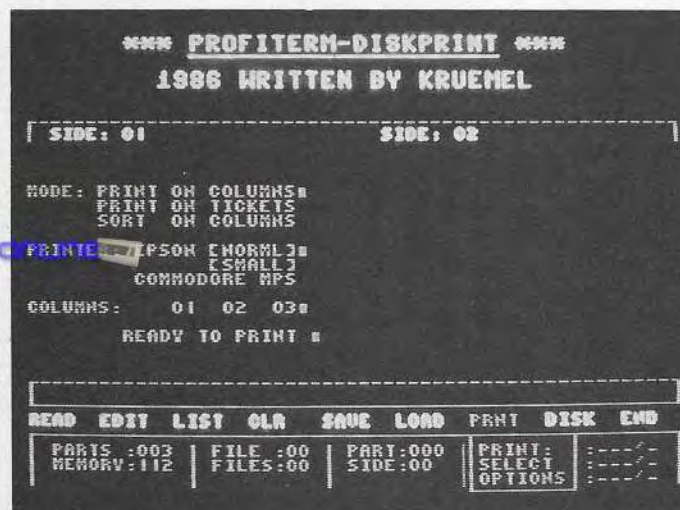 *** PROFITERM-DISKPRINT ***
1986 WRITTEN BY KRUEMEL
SIDE: 01 SIDE: 02
MODE: PRINT ON COLUMNS
PRINT ON TICKETS
SORT ON COLUMNS
EPSON [NORML]
[SMALL]
COMMODORE MPS
COLUMNS: 01 02 03
READY TO PRINT
READ EDIT LIST CLR SAVE LOAD PRNT DISK END
PARTS :003 FILE :00 PART:000 PRINT: :---/-
MEMORY:112 FILES:00 SIDE:00 SELECT :---/-
OPTIONS :---/-